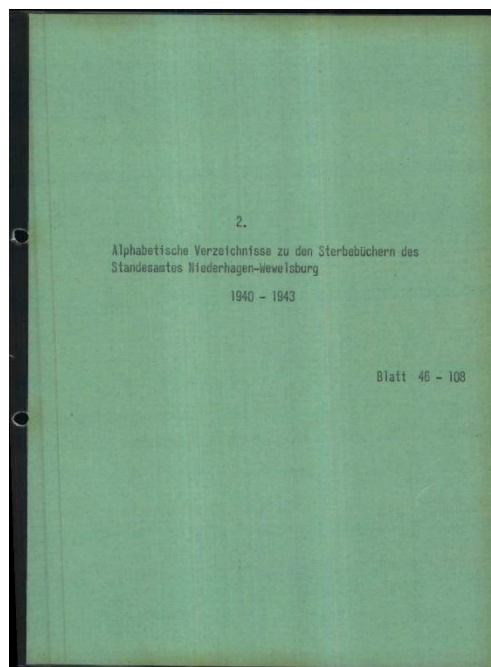 2.
Alphabetische Verzeichnisse zu den Sterbebüchern des
Standesamtes Niederhagen-Wewelsburg
1940 - 1943
Blatt 46 - 108